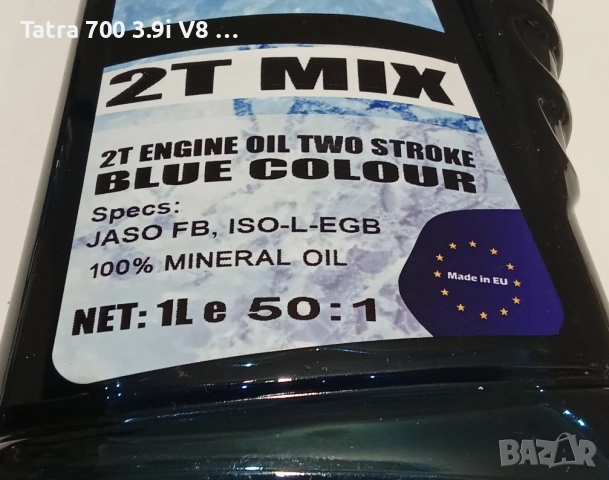 Tatra 700 3.9i V8 ...
2T MIX
2T ENGINE OIL TWO STROKE
BLUE COLOUR
Specs:
JASO FB, ISO-L-EGB
100% MINERAL OIL
Made in EU
NET: 1L e 50:1
BAZAR